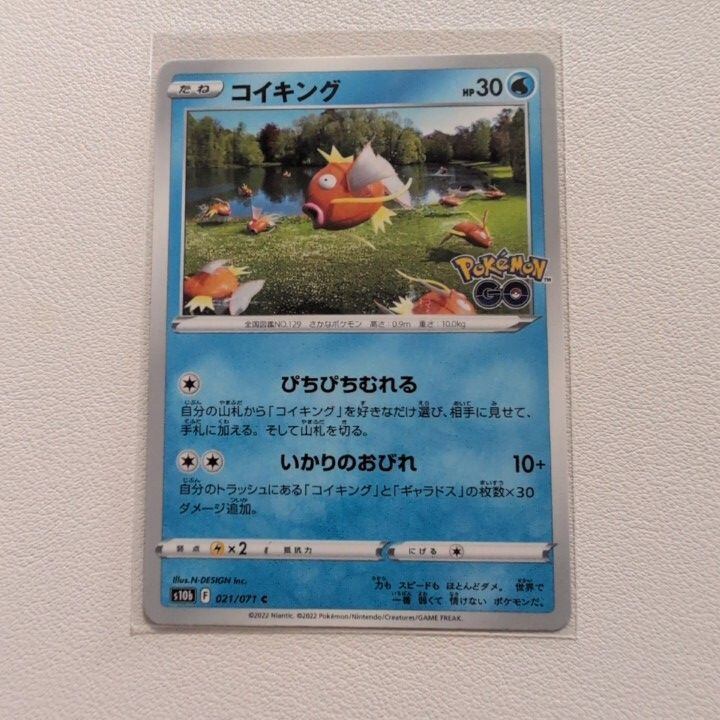 たね コイキング HP30
Pokémon GO ™
全国図鑑NO.129 さかなポケモン 高さ:0.9m 重さ:10.0kg
ぴちぴちむれる
自分の山札から「コイキング」を好きなだけ選び、相手に見せて、
手札に加える。そして山札を切る。
いかりのおびれ 10+
自分のトラッシュにある「コイキング」と「ギャラドス」の枚数×30
ダメージ追加。
弱点 ×2 抵抗力 にげる
Illus.N-DESIGN Inc.
力も スピードも ほとんどダメ。世界で
一番 弱くて 情けない ポケモンだ。
s10b F 021/071 C
©2022 Niantic. ©2022 Pokémon/Nintendo/Creatures/GAME FREAK.